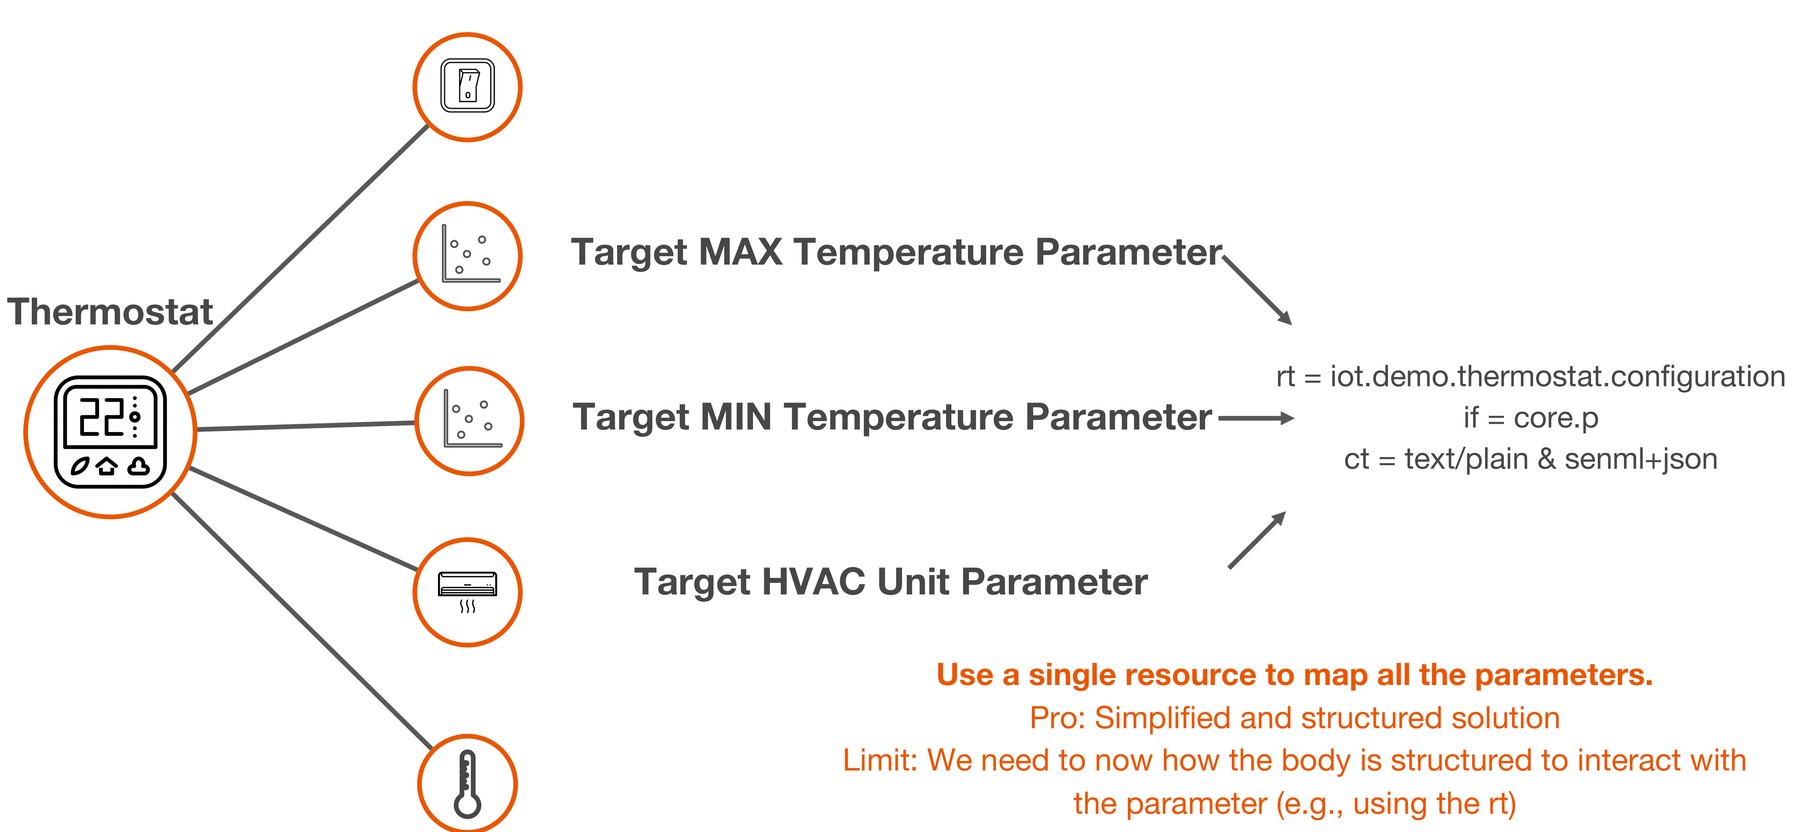 Target MAX Temperature Parameter
Thermostat
22
rt = iot.demo.thermostat.configuration
Target MIN Temperature Parameter
if = core.p
ct = text/plain & senml+json
Target HVAC Unit Parameter
Use a single resource to map all the parameters.
Pro: Simplified and structured solution
Limit: We need to now how the body is structured to interact with
the parameter (e.g., using the rt)